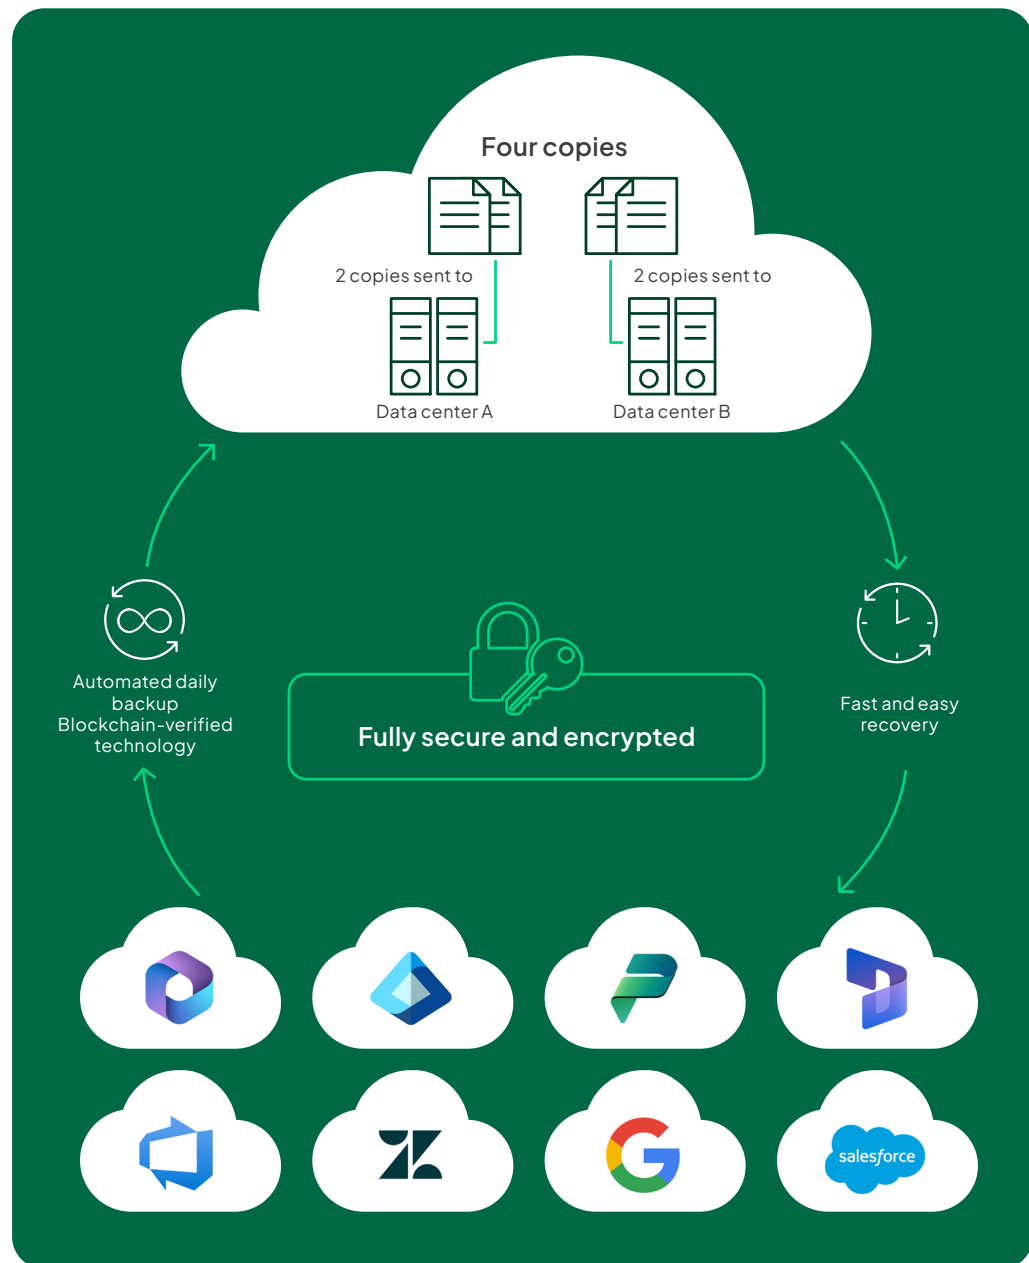 Four copies
2 copies sent to
2 copies sent to
Data center A
Data center B
Automated daily
backup
Blockchain-verified
technology
Fully secure and encrypted
Fast and easy
recovery
salesforce